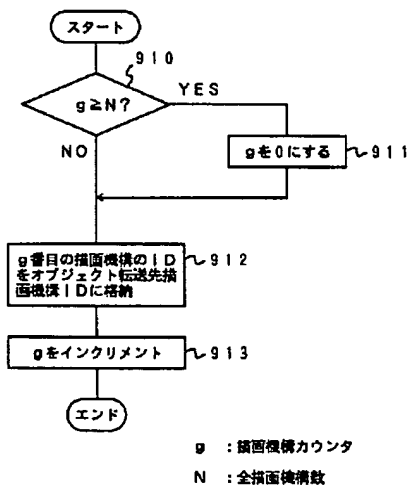 スタート
910
g≧N?
YES
NO
gを0にする
911
g番目の描画機構のID
をオブジェクト転送先描
画機構IDに格納
912
gをインクリメント
913
エンド
g :描画機構カウンタ
N :全描画機構数